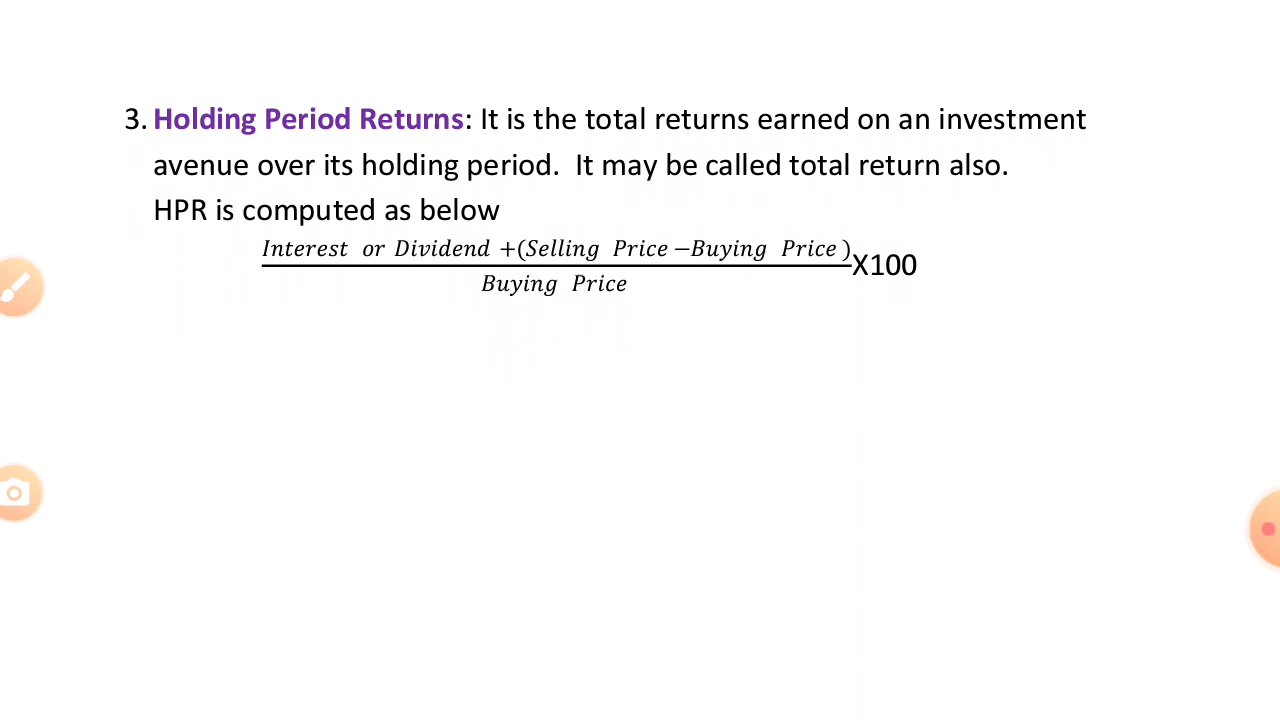 3. Holding Period Returns: It is the total returns earned on an investment
avenue over its holding period.  It may be called total return also.
HPR is computed as below
Interest or Dividend +(Selling Price −Buying Price )
X100
Buying Price